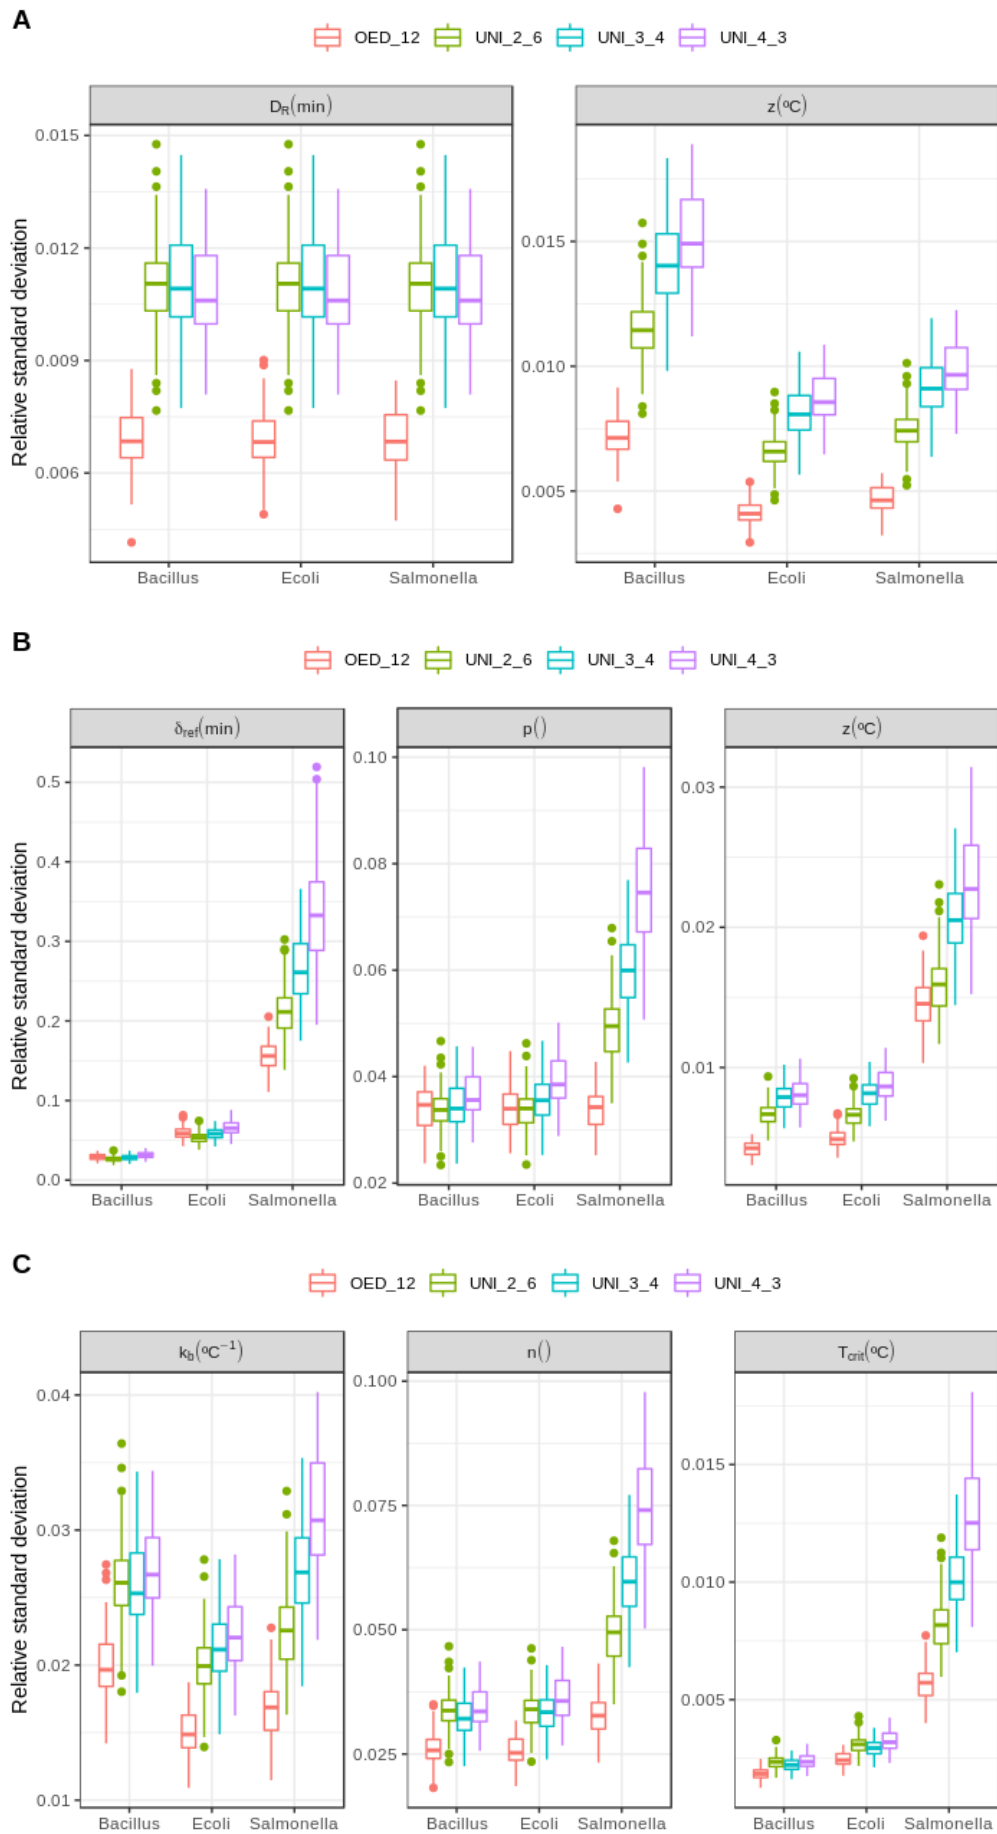 A
OED_12 UNI_2_6 UNI_3_4 UNI_4_3
D_R(min) z(ºC)
Relative standard deviation
0.015
0.012
0.009
0.006
0.015
0.010
0.005
Bacillus Ecoli Salmonella Bacillus Ecoli Salmonella
B
OED_12 UNI_2_6 UNI_3_4 UNI_4_3
δ_ref(min) p() z(ºC)
Relative standard deviation
0.5
0.4
0.3
0.2
0.1
0.0
0.10
0.08
0.06
0.04
0.02
0.03
0.02
0.01
Bacillus Ecoli Salmonella Bacillus Ecoli Salmonella Bacillus Ecoli Salmonella
C
OED_12 UNI_2_6 UNI_3_4 UNI_4_3
k_b(ºC⁻¹) n() T_crit(ºC)
Relative standard deviation
0.04
0.03
0.02
0.01
0.100
0.075
0.050
0.025
0.015
0.010
0.005
Bacillus Ecoli Salmonella Bacillus Ecoli Salmonella Bacillus Ecoli Salmonella